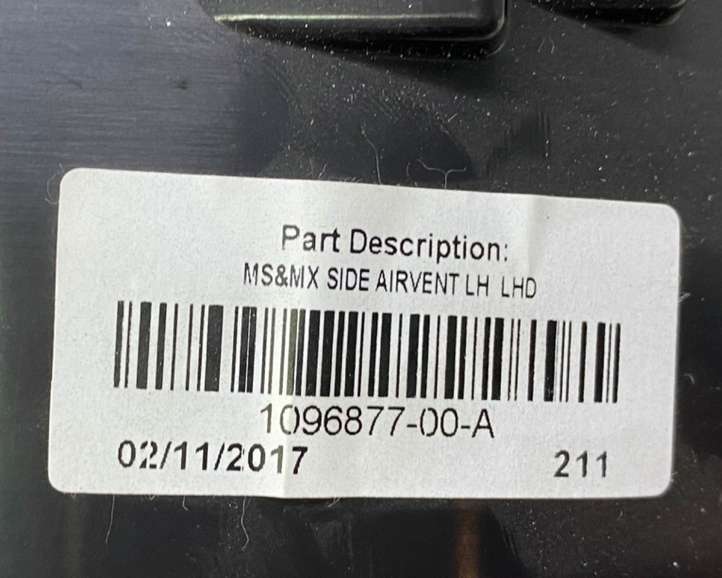 Part Description:
MS&MX SIDE AIRVENT LH LHD
1096877-00-A
02/11/2017 211